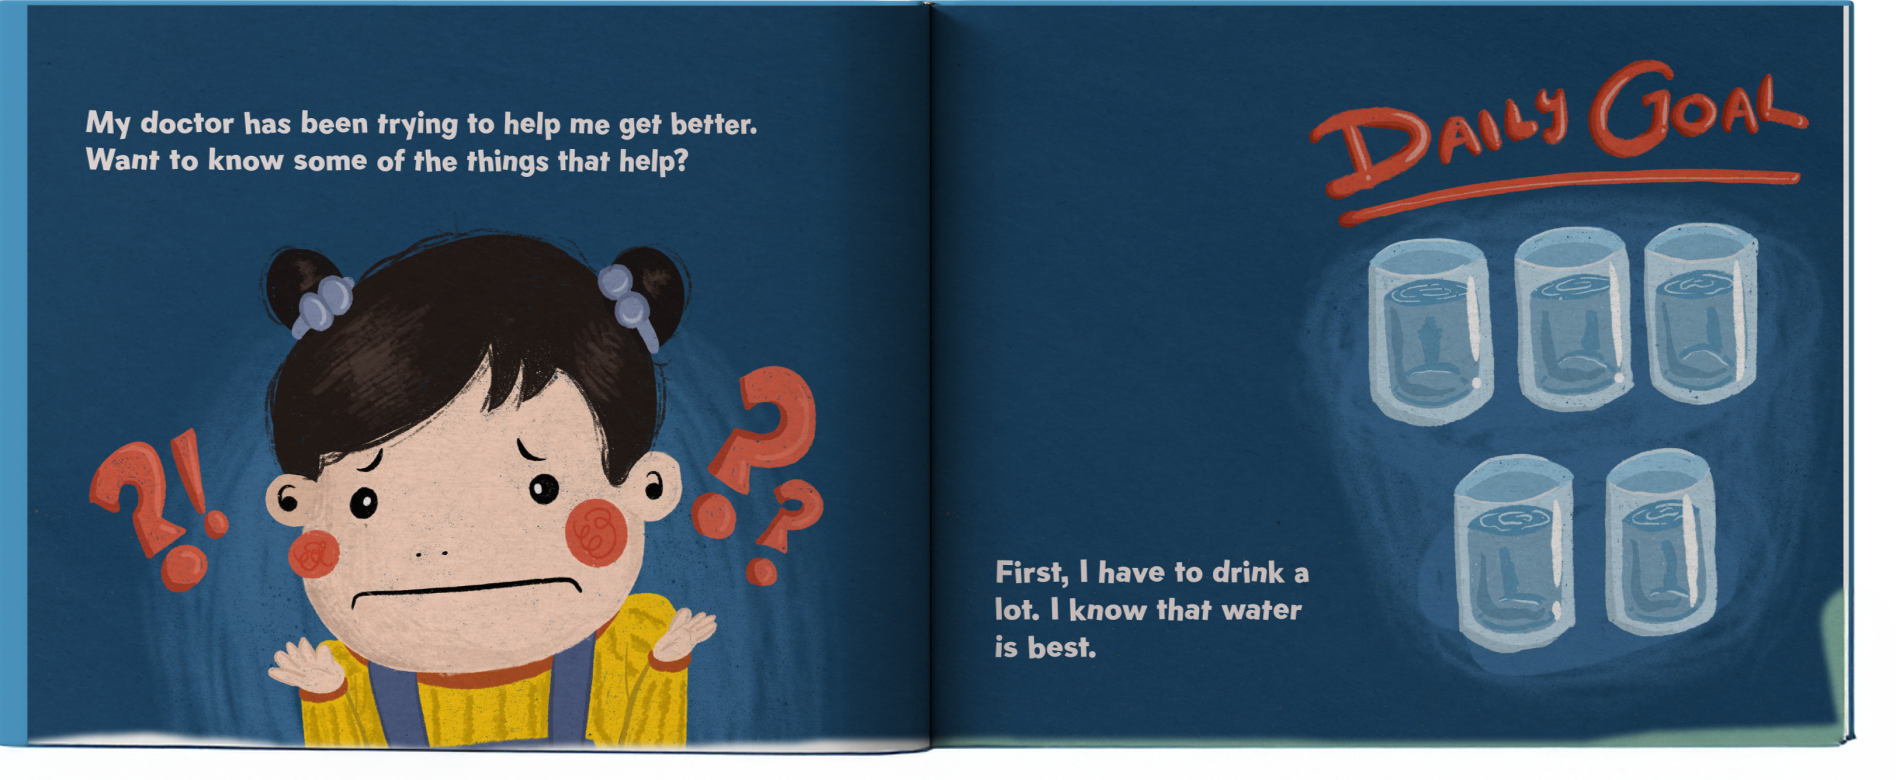 My doctor has been trying to help me get better.
Want to know some of the things that help?
?!
?
?
DAILY GOAL
First, I have to drink a
lot. I know that water
is best.